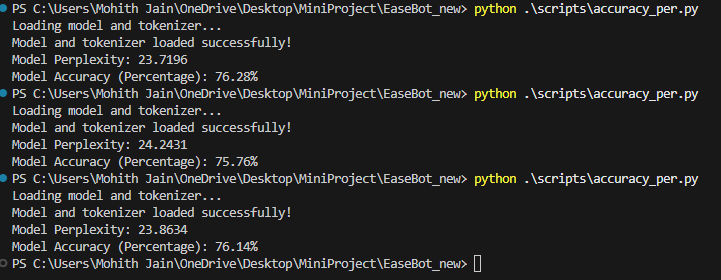 PS C:\Users\Mohith Jain\OneDrive\Desktop\MiniProject\EaseBot_new> python .\scripts\accuracy_per.py
Loading model and tokenizer...
Model and tokenizer loaded successfully!
Model Perplexity: 23.7196
Model Accuracy (Percentage): 76.28%
PS C:\Users\Mohith Jain\OneDrive\Desktop\MiniProject\EaseBot_new> python .\scripts\accuracy_per.py
Loading model and tokenizer...
Model and tokenizer loaded successfully!
Model Perplexity: 24.2431
Model Accuracy (Percentage): 75.76%
PS C:\Users\Mohith Jain\OneDrive\Desktop\MiniProject\EaseBot_new> python .\scripts\accuracy_per.py
Loading model and tokenizer...
Model and tokenizer loaded successfully!
Model Perplexity: 23.8634
Model Accuracy (Percentage): 76.14%
PS C:\Users\Mohith Jain\OneDrive\Desktop\MiniProject\EaseBot_new>